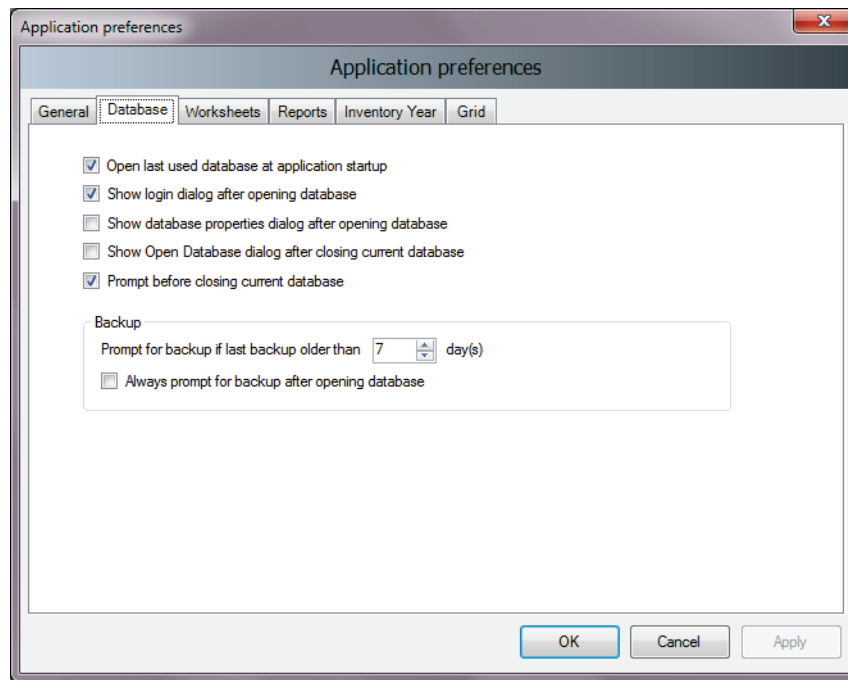 Application preferences
Application preferences
General Database Worksheets Reports Inventory Year Grid
Open last used database at application startup
Show login dialog after opening database
Show database properties dialog after opening database
Show Open Database dialog after closing current database
Prompt before closing current database
Backup
Prompt for backup if last backup older than 7 day(s)
Always prompt for backup after opening database
OK Cancel Apply